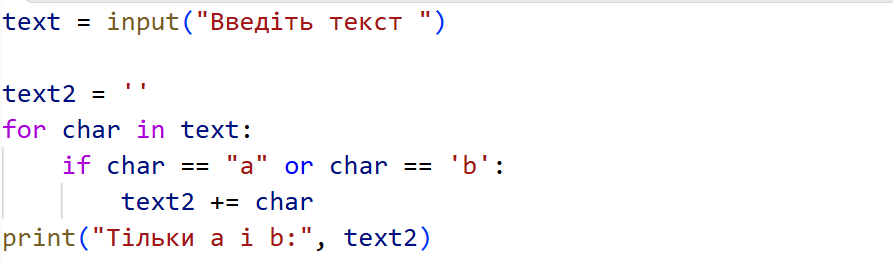 text = input("Введіть текст ")
text2 = ''
for char in text:
if char == "a" or char == 'b':
text2 += char
print("Тільки a і b:", text2)